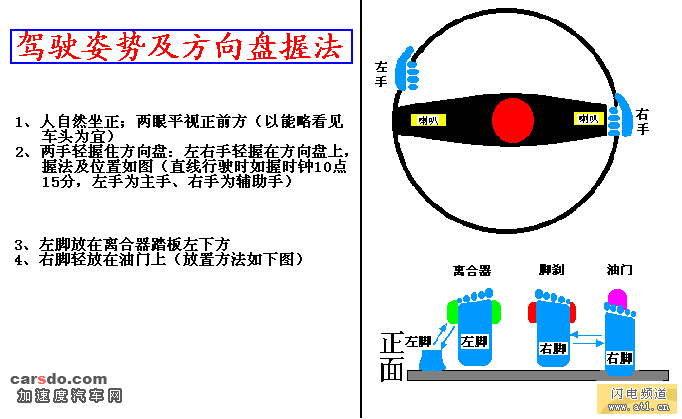 驾驶姿势及方向盘握法
1、人自然坐正；两眼平视正前方（以能略看见
车头为宜）
2、两手轻握住方向盘：左右手轻握在方向盘上，
握法及位置如图（直线行驶时如握时钟10点
15分，左手为主手、右手为辅助手）
3、左脚放在离合器踏板左下方
4、右脚轻放在油门上（放置方法如下图）
carsdo.com
加速度汽车网
左手
喇叭
喇叭
右手
离合器
脚刹
油门
正面
左脚
左脚
右脚
右脚
闪电频道
www.st1.cn